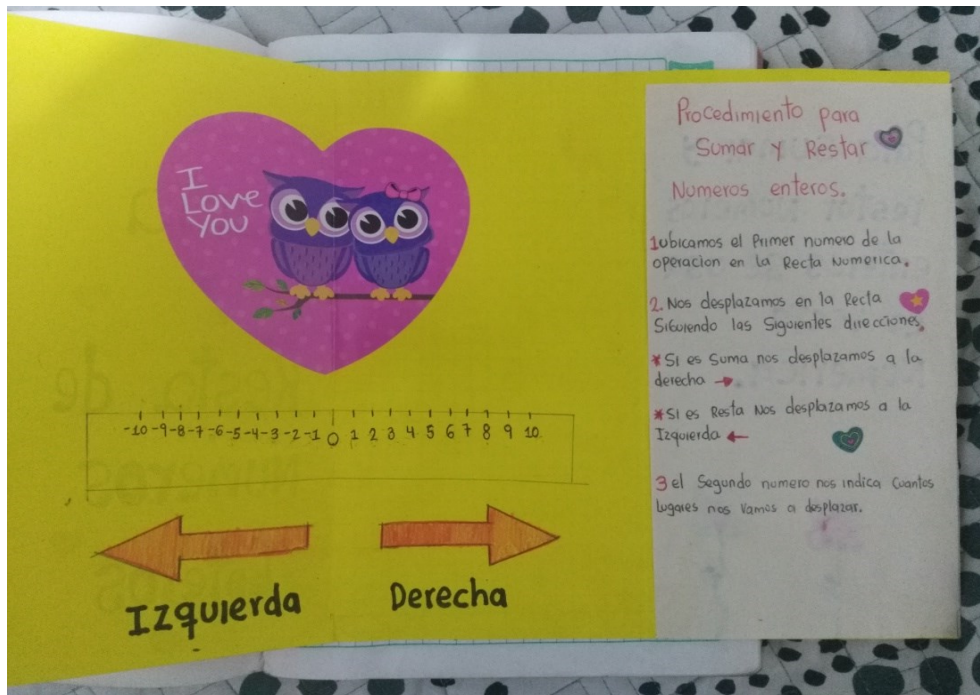 I
Love
You
-10 -9 -8 -7 -6 -5 -4 -3 -2 -1 0 1 2 3 4 5 6 7 8 9 10
Izquierda
Derecha
Procedimiento para
Sumar y Restar
Numeros enteros.
1 ubicamos el Primer numero de la
operacion en la Recta Numerica.
2. Nos desplazamos en la Recta
Siguiendo las Siguientes direcciones.
*Si es Suma nos desplazamos a la
derecha →
*Si es Resta Nos desplazamos a la
Izquierda ←
3 el Segundo numero nos indica Cuantos
lugares nos Vamos a desplazar.